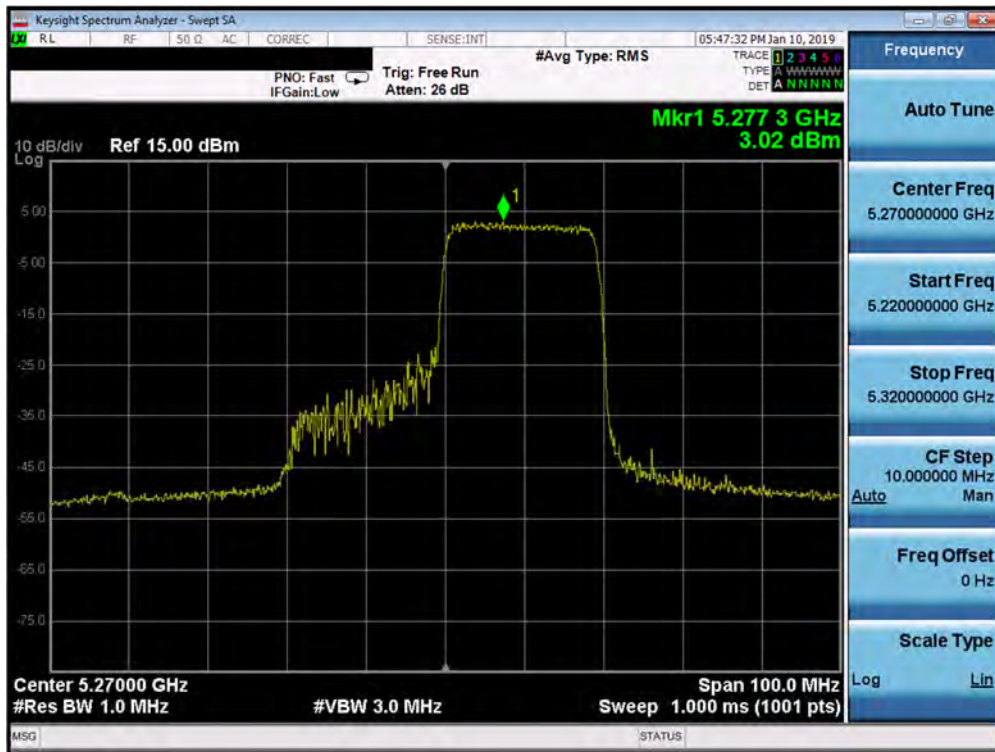 Keysight Spectrum Analyzer - Swept SA
LXI RL RF 50 Ω AC CORREC SENSE:INT 05:47:32 PM Jan 10, 2019
#Avg Type: RMS
TRACE 1 2 3 4 5 6
TYPE A WWWWW
DET A N N N N N
PNO: Fast Trig: Free Run
IFGain:Low Atten: 26 dB
Mkr1 5.277 3 GHz
3.02 dBm
10 dB/div Ref 15.00 dBm
Log
1
5.00
-5.00
-15.0
-25.0
-35.0
-45.0
-55.0
-65.0
-75.0
Center 5.27000 GHz Span 100.0 MHz
#Res BW 1.0 MHz #VBW 3.0 MHz Sweep 1.000 ms (1001 pts)
MSG STATUS
Frequency
Auto Tune
Center Freq
5.270000000 GHz
Start Freq
5.220000000 GHz
Stop Freq
5.320000000 GHz
CF Step
10.000000 MHz
Auto Man
Freq Offset
0 Hz
Scale Type
Log Lin